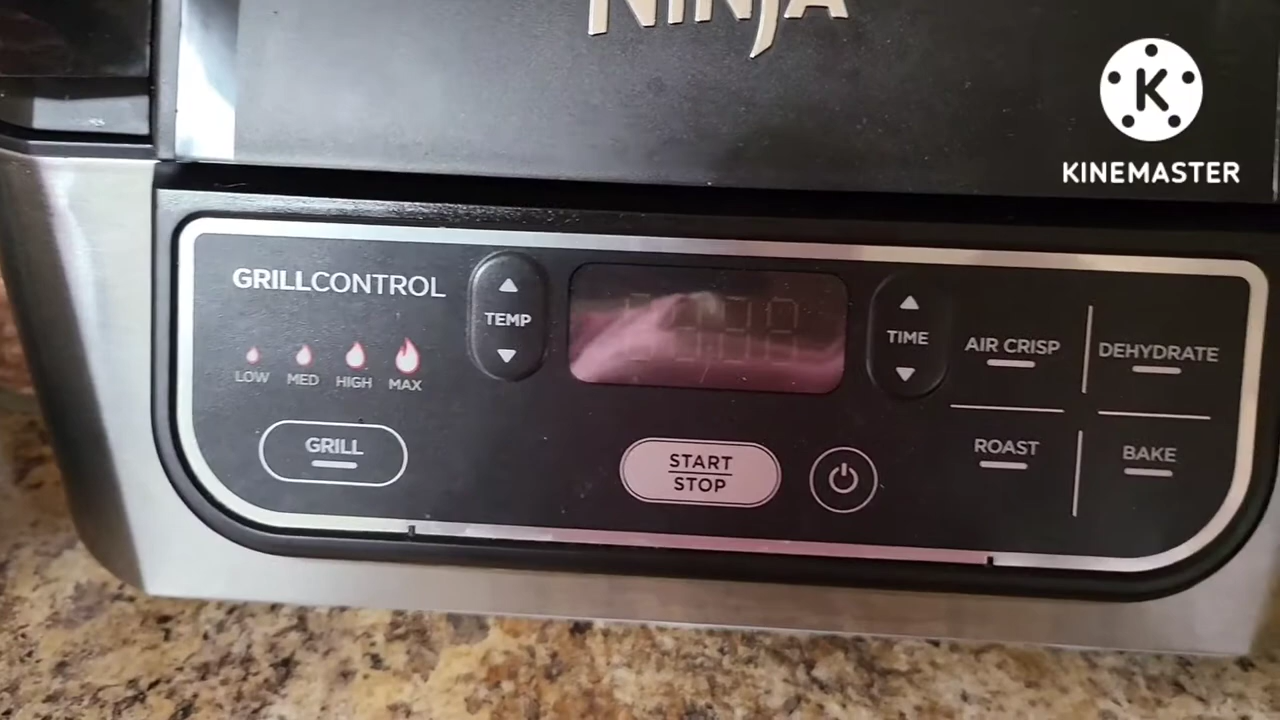 NINJA
KINEMASTER
GRILLCONTROL
TEMP
TIME
AIR CRISP
DEHYDRATE
LOW MED HIGH MAX
GRILL
START
STOP
ROAST
BAKE